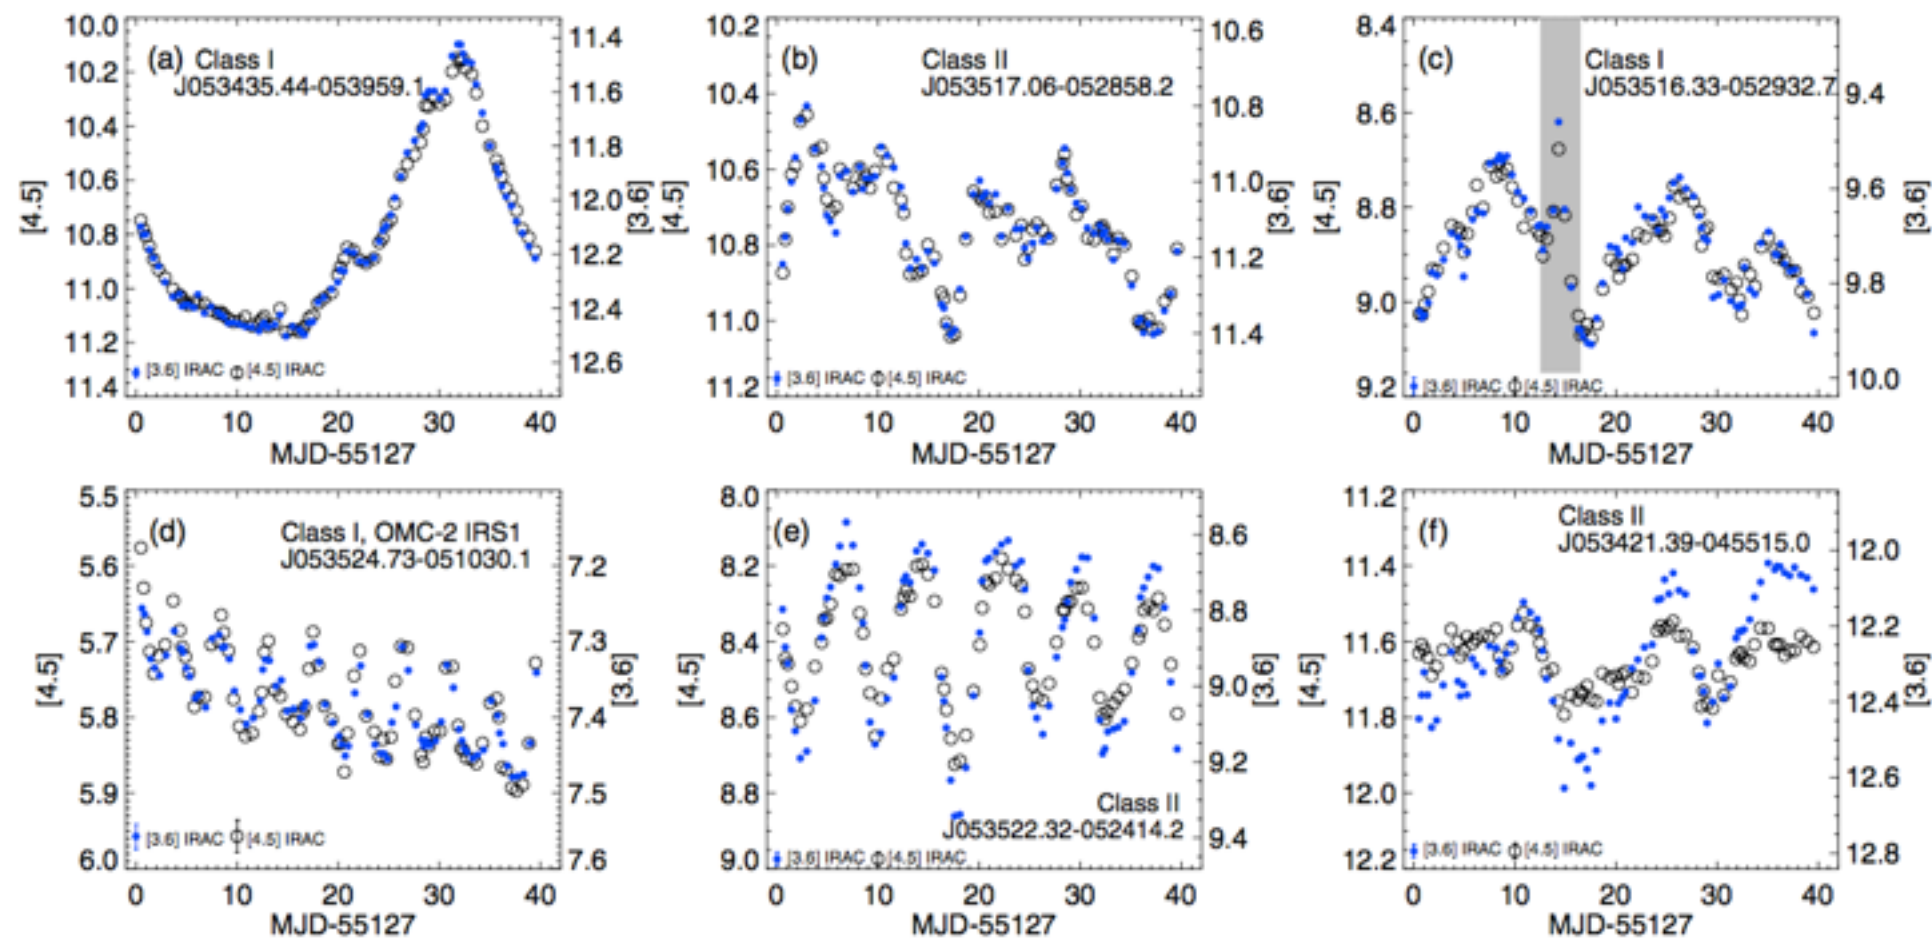 (a) Class I
J053435.44-053959.1
[4.5]
10.0
10.2
10.4
10.6
10.8
11.0
11.2
11.4
[3.6]
11.4
11.6
11.8
12.0
12.2
12.4
12.6
[3.6] IRAC [4.5] IRAC
0 10 20 30 40
MJD-55127
(b) Class II
J053517.06-052858.2
[4.5]
10.2
10.4
10.6
10.8
11.0
11.2
[3.6]
10.6
10.8
11.0
11.2
11.4
[3.6] IRAC [4.5] IRAC
0 10 20 30 40
MJD-55127
(c) Class I
J053516.33-052932.7
[4.5]
8.4
8.6
8.8
9.0
9.2
[3.6]
9.4
9.6
9.8
10.0
[3.6] IRAC [4.5] IRAC
0 10 20 30 40
MJD-55127
(d) Class I, OMC-2 IRS1
J053524.73-051030.1
[4.5]
5.5
5.6
5.7
5.8
5.9
6.0
[3.6]
7.2
7.3
7.4
7.5
7.6
[3.6] IRAC [4.5] IRAC
0 10 20 30 40
MJD-55127
(e) Class II
J053522.32-052414.2
[4.5]
8.0
8.2
8.4
8.6
8.8
9.0
[3.6]
8.6
8.8
9.0
9.2
9.4
[3.6] IRAC [4.5] IRAC
0 10 20 30 40
MJD-55127
(f) Class II
J053421.39-045515.0
[4.5]
11.2
11.4
11.6
11.8
12.0
12.2
[3.6]
12.0
12.2
12.4
12.6
12.8
[3.6] IRAC [4.5] IRAC
0 10 20 30 40
MJD-55127